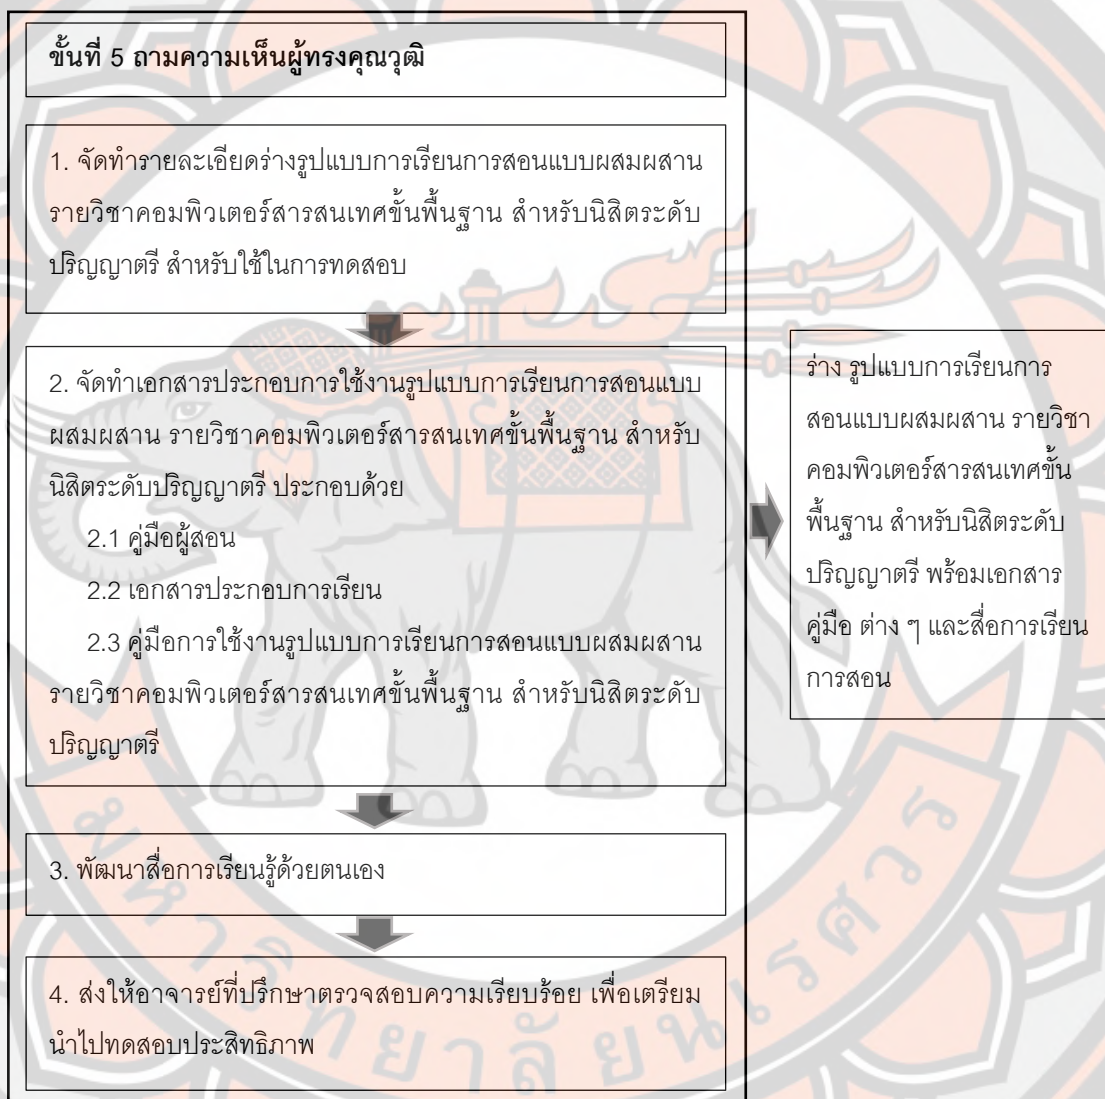 ขั้นที่ 5 ถามความเห็นผู้ทรงคุณวุฒิ
1. จัดทำรายละเอียดร่างรูปแบบการเรียนการสอนแบบผสมผสาน
รายวิชาคอมพิวเตอร์สารสนเทศขั้นพื้นฐาน สำหรับนิสิตระดับ
ปริญญาตรี สำหรับใช้ในการทดสอบ
2. จัดทำเอกสารประกอบการใช้งานรูปแบบการเรียนการสอนแบบ
ผสมผสาน รายวิชาคอมพิวเตอร์สารสนเทศขั้นพื้นฐาน สำหรับ
นิสิตระดับปริญญาตรี ประกอบด้วย
2.1 คู่มือผู้สอน
2.2 เอกสารประกอบการเรียน
2.3 คู่มือการใช้งานรูปแบบการเรียนการสอนแบบผสมผสาน
รายวิชาคอมพิวเตอร์สารสนเทศขั้นพื้นฐาน สำหรับนิสิตระดับ
ปริญญาตรี
3. พัฒนาสื่อการเรียนรู้ด้วยตนเอง
4. ส่งให้อาจารย์ที่ปรึกษาตรวจสอบความเรียบร้อย เพื่อเตรียม
นำไปทดสอบประสิทธิภาพ
ร่าง รูปแบบการเรียนการ
สอนแบบผสมผสาน รายวิชา
คอมพิวเตอร์สารสนเทศขั้น
พื้นฐาน สำหรับนิสิตระดับ
ปริญญาตรี พร้อมเอกสาร
คู่มือ ต่าง ๆ และสื่อการเรียน
การสอน
มหาวิทยาลัยนเรศวร